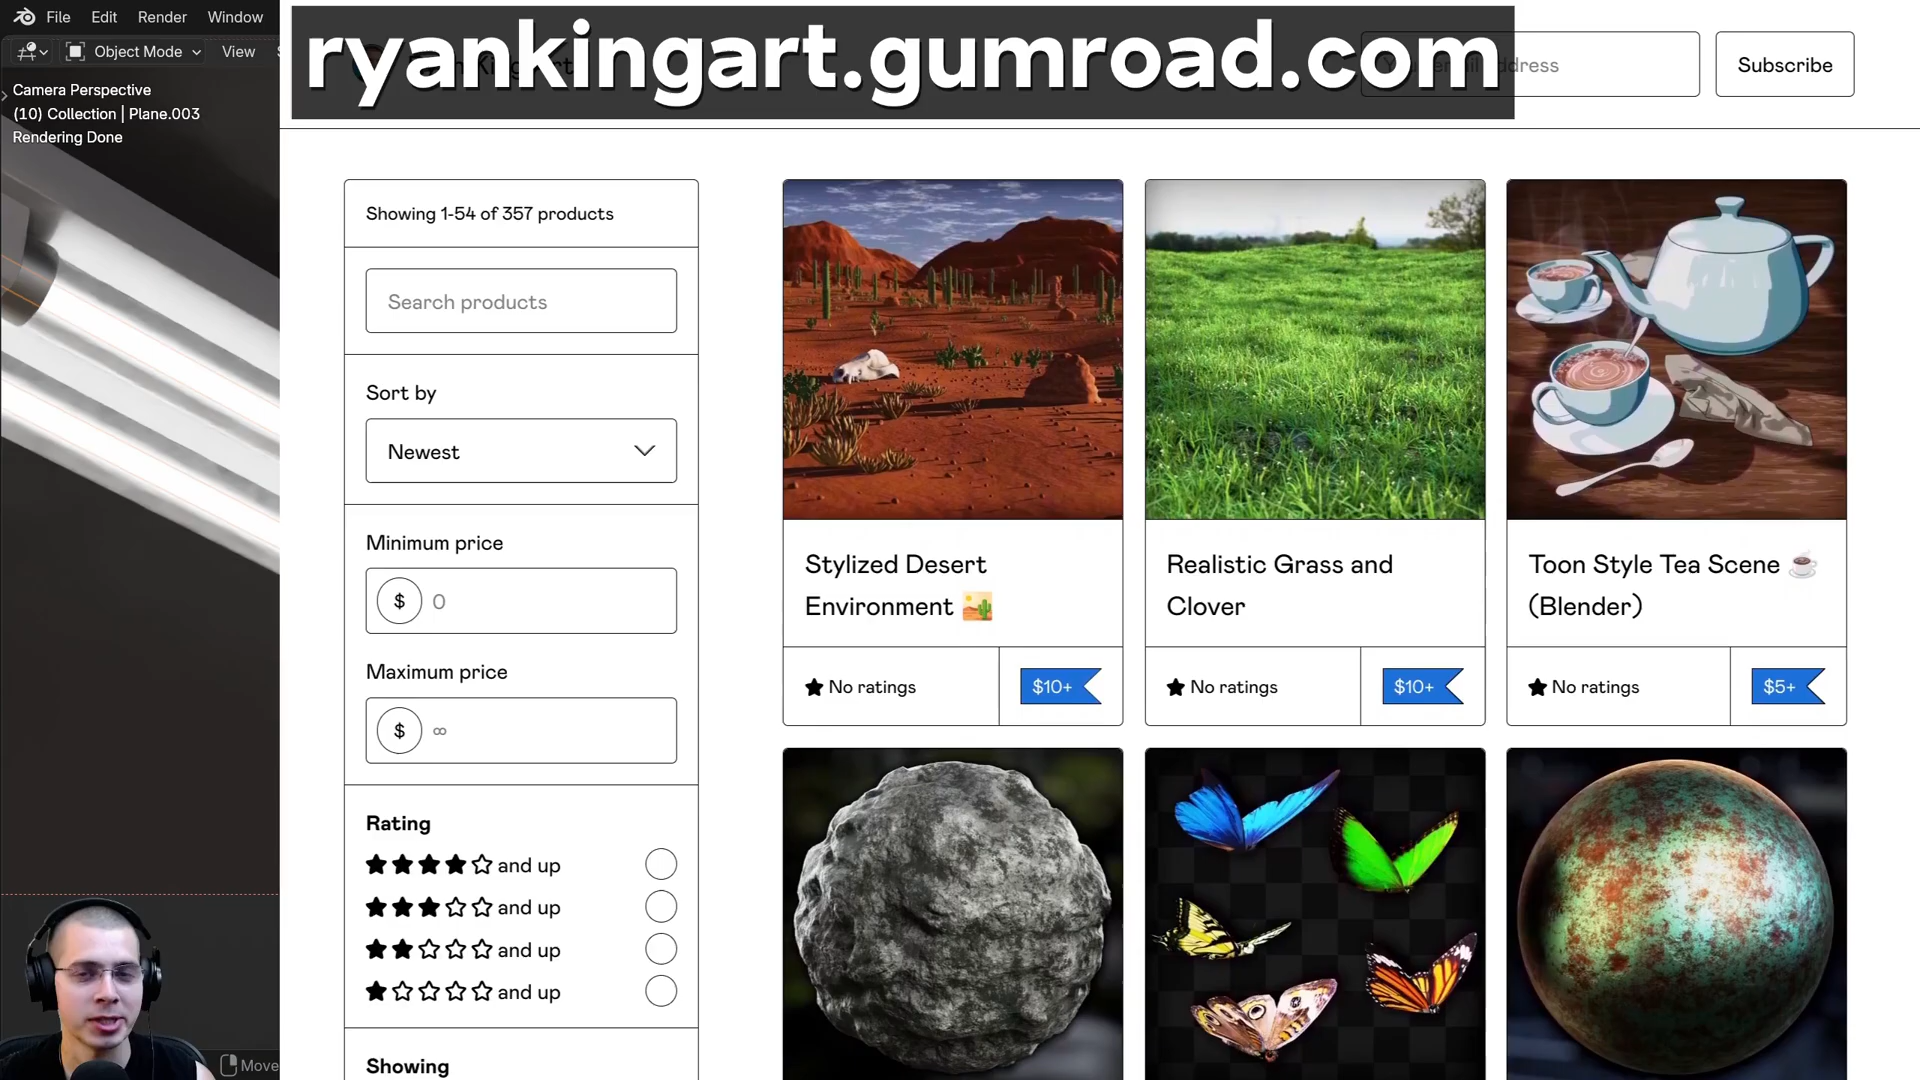 File Edit Render Window
Object Mode View
Camera Perspective
(10) Collection | Plane.003
Rendering Done
ryankingart.gumroad.com
Subscribe
Showing 1-54 of 357 products
Search products
Sort by
Newest
Minimum price
$ 0
Maximum price
$ ∞
Rating
and up
and up
and up
and up
Showing
Stylized Desert
Environment
No ratings $10+
Realistic Grass and
Clover
No ratings $10+
Toon Style Tea Scene
(Blender)
No ratings $5+
Move